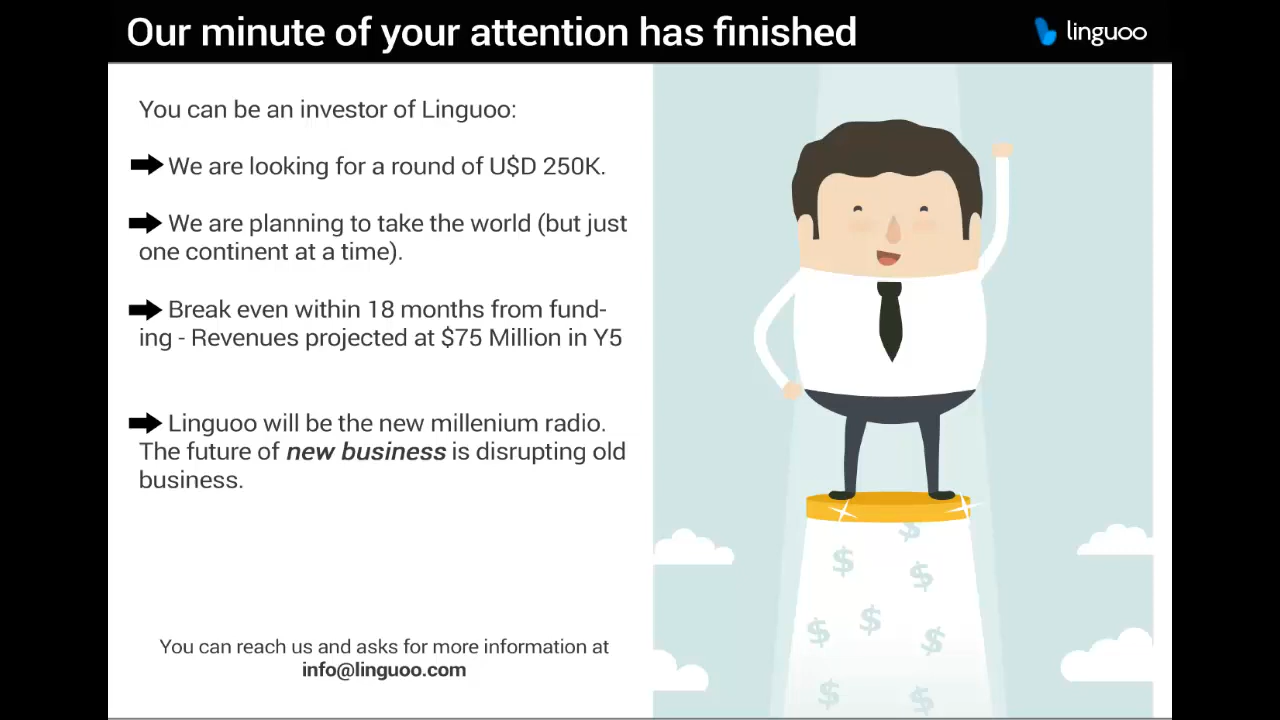 Our minute of your attention has finished
linguoo
You can be an investor of Linguoo:
We are looking for a round of U$D 250K.
We are planning to take the world (but just
one continent at a time).
Break even within 18 months from fund-
ing - Revenues projected at $75 Million in Y5
Linguoo will be the new millenium radio.
The future of new business is disrupting old
business.
You can reach us and asks for more information at
info@linguoo.com
$
$
$
$
$
$
$
$